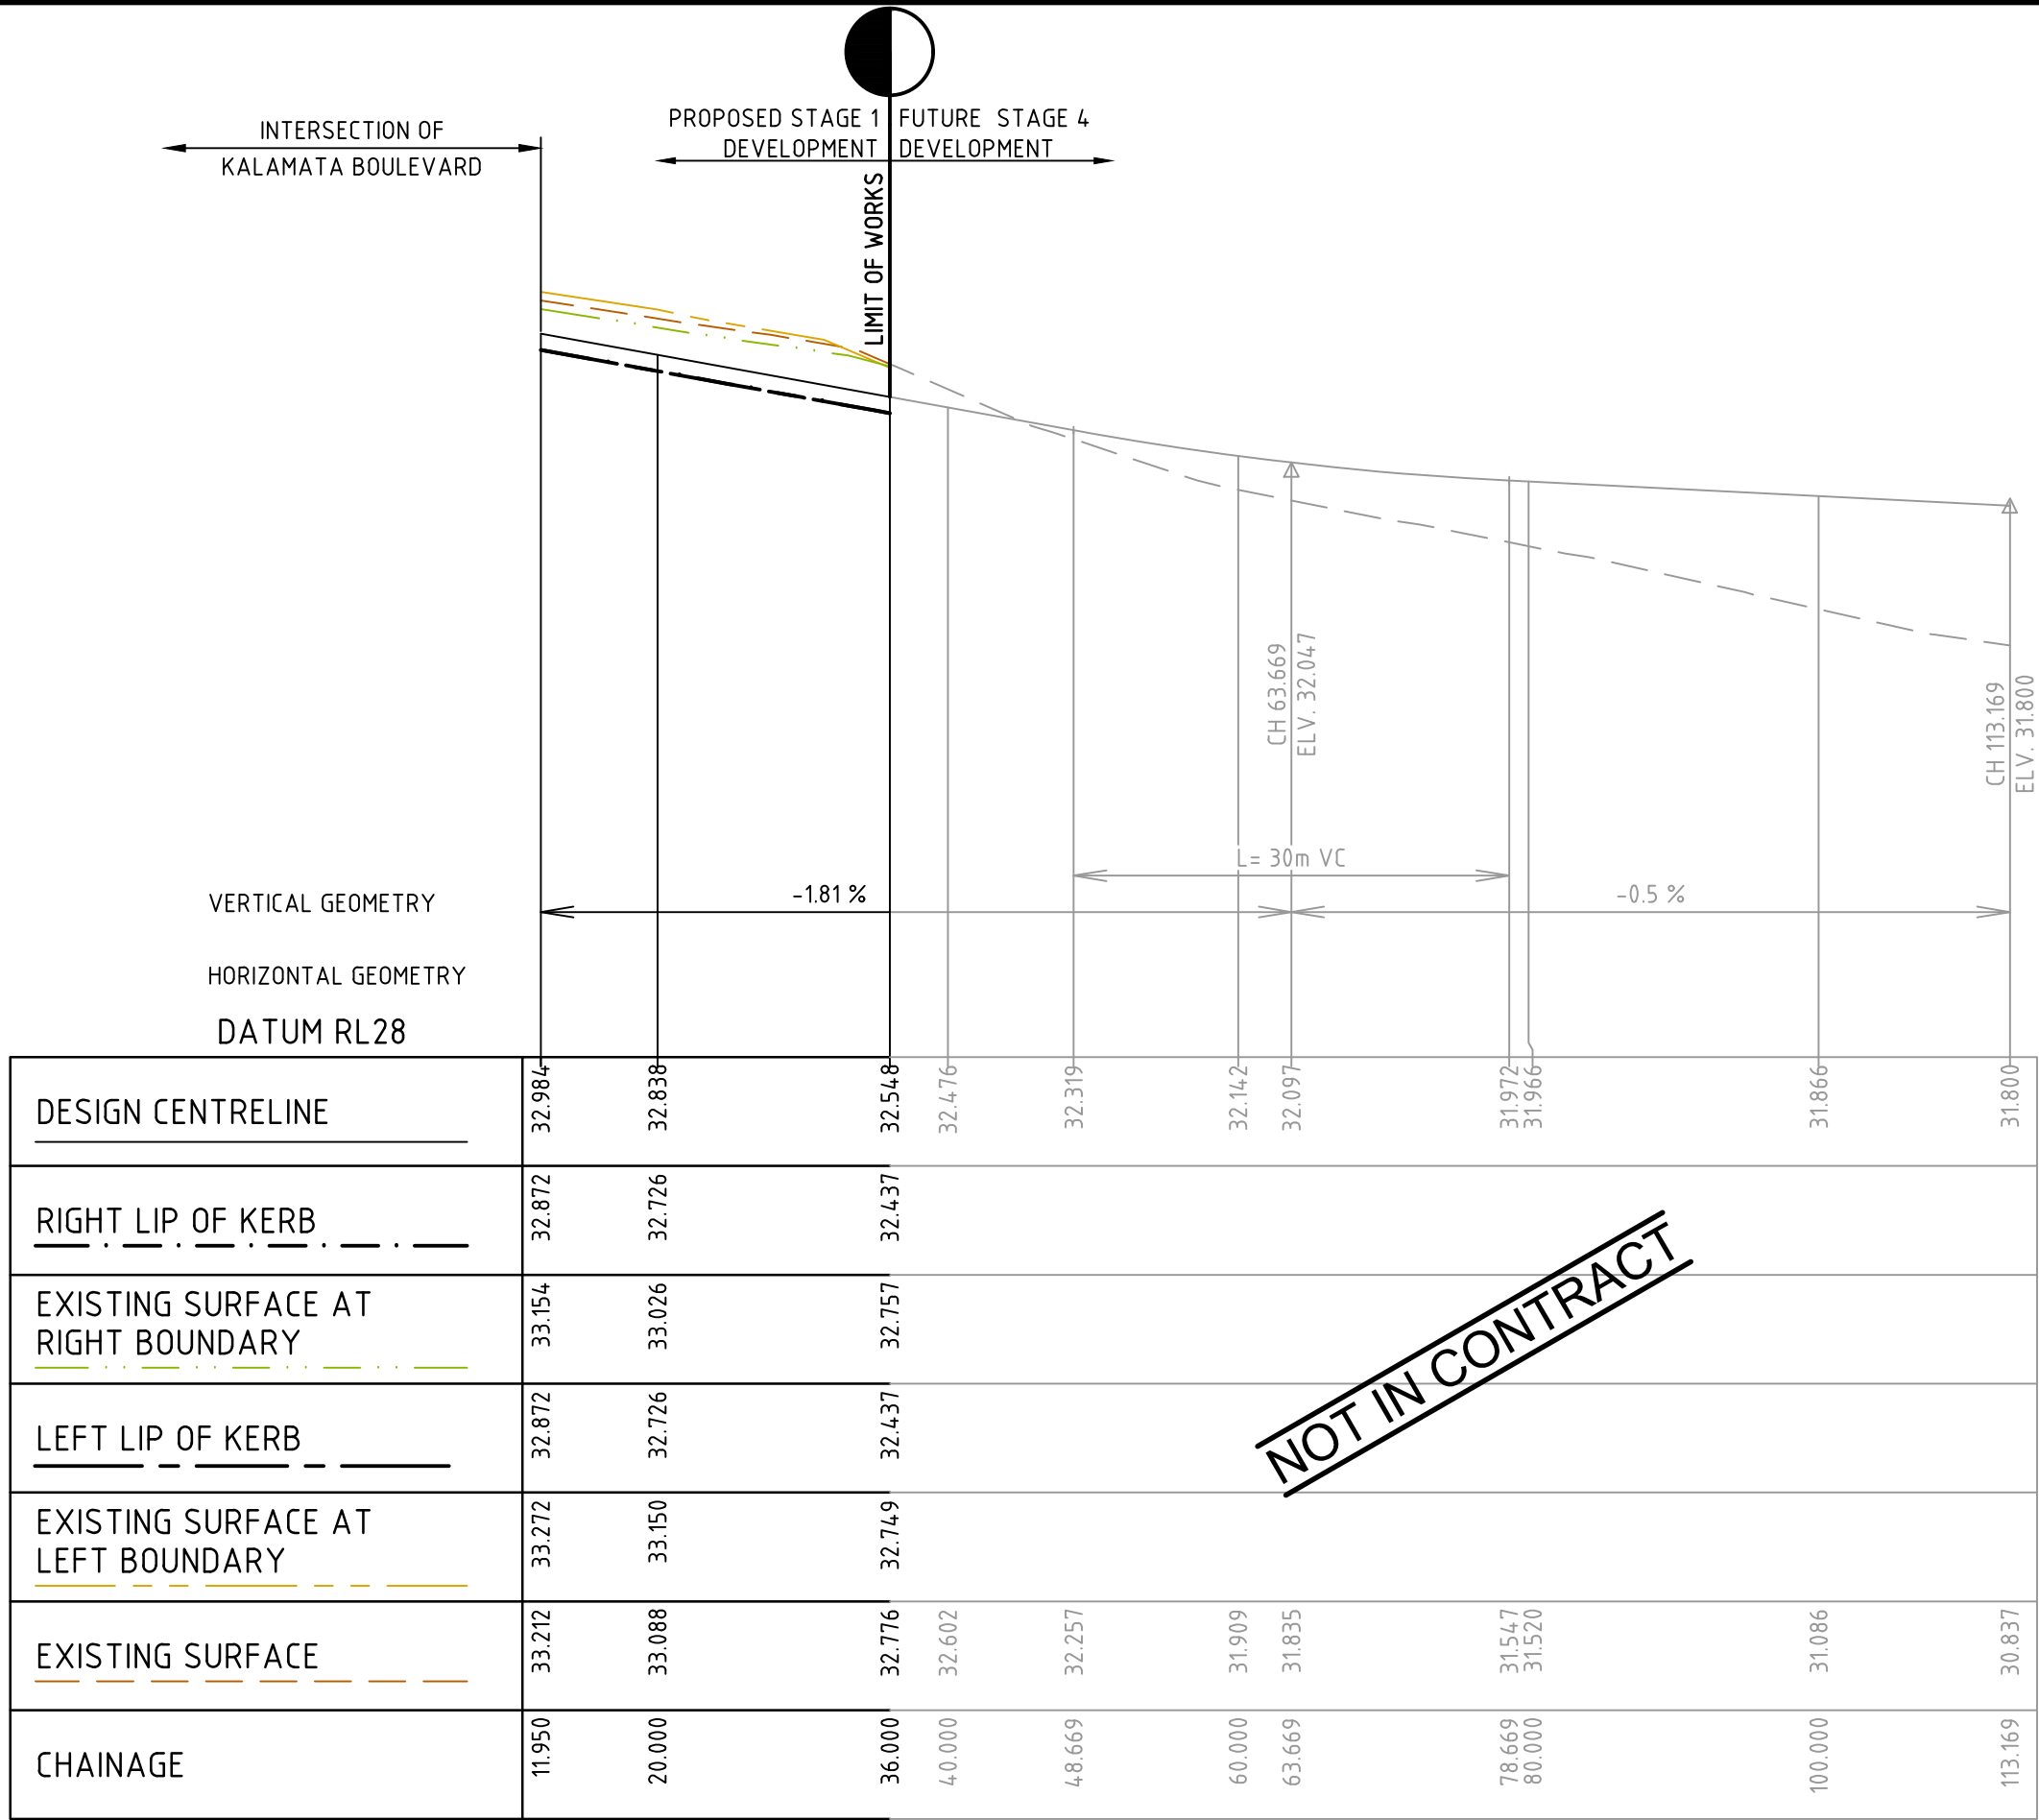 INTERSECTION OF
KALAMATA BOULEVARD
PROPOSED STAGE 1
DEVELOPMENT
FUTURE STAGE 4
DEVELOPMENT
LIMIT OF WORKS
CH 63.669
ELV. 32.047
CH 113.169
ELV. 31.800
L= 30m VC
VERTICAL GEOMETRY
-1.81 %
-0.5 %
HORIZONTAL GEOMETRY
DATUM RL28
DESIGN CENTRELINE
32.984
32.838
32.548
32.476
32.319
32.142
32.097
31.972
31.966
31.866
31.800
RIGHT LIP OF KERB
32.872
32.726
32.437
EXISTING SURFACE AT
RIGHT BOUNDARY
33.154
33.026
32.757
LEFT LIP OF KERB
32.872
32.726
32.437
EXISTING SURFACE AT
LEFT BOUNDARY
33.272
33.150
32.749
NOT IN CONTRACT
EXISTING SURFACE
33.212
33.088
32.776
32.602
32.257
31.909
31.835
31.547
31.520
31.086
30.837
CHAINAGE
11.950
20.000
36.000
40.000
48.669
60.000
63.669
78.669
80.000
100.000
113.169